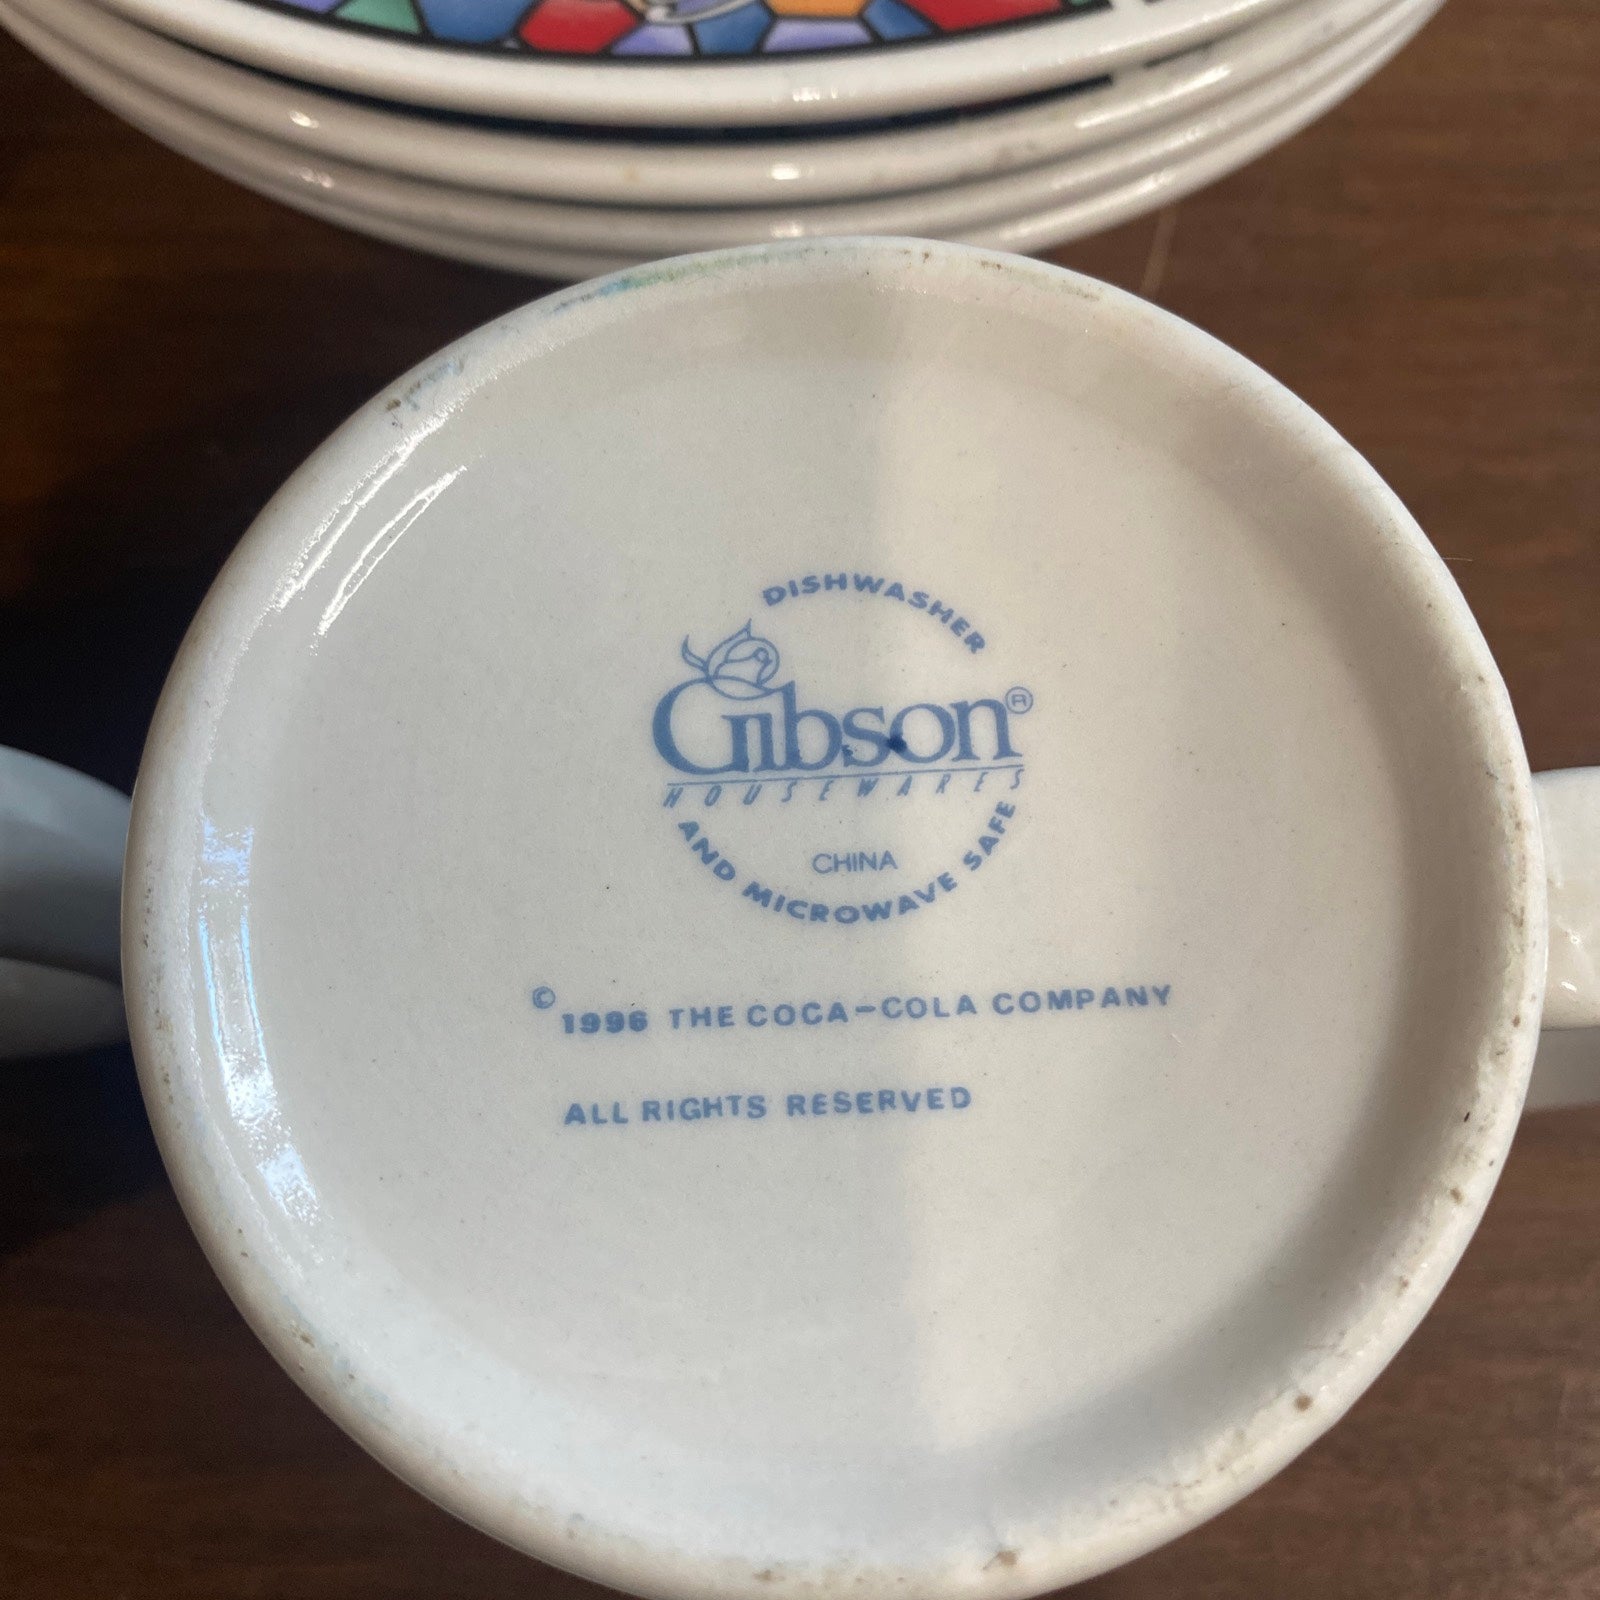 DISHWASHER
Gibson®
HOUSEWARES
CHINA
AND MICROWAVE SAFE
© 1996 THE COCA-COLA COMPANY
ALL RIGHTS RESERVED